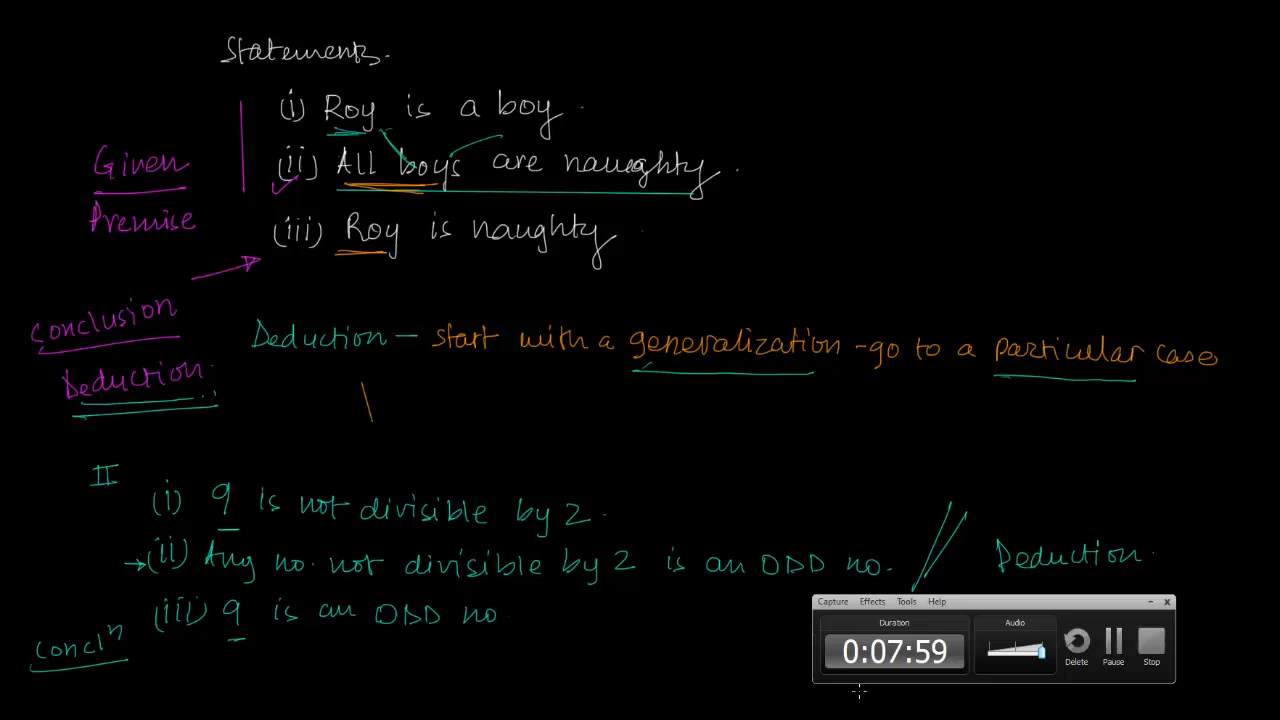 Statements.
(i) Roy is a boy.
Given
(ii) All boys are naughty.
Premise
(iii) Roy is naughty
Conclusion
Deduction — start with a generalization - go to a particular case
Deduction.
II
(i) 9 is not divisible by 2.
(ii) Any no. not divisible by 2 is an ODD no.
Deduction.
(iii) 9 is an ODD no.
Conclⁿ
Capture Effects Tools Help
Duration
Audio
0:07:59
Delete Pause Stop